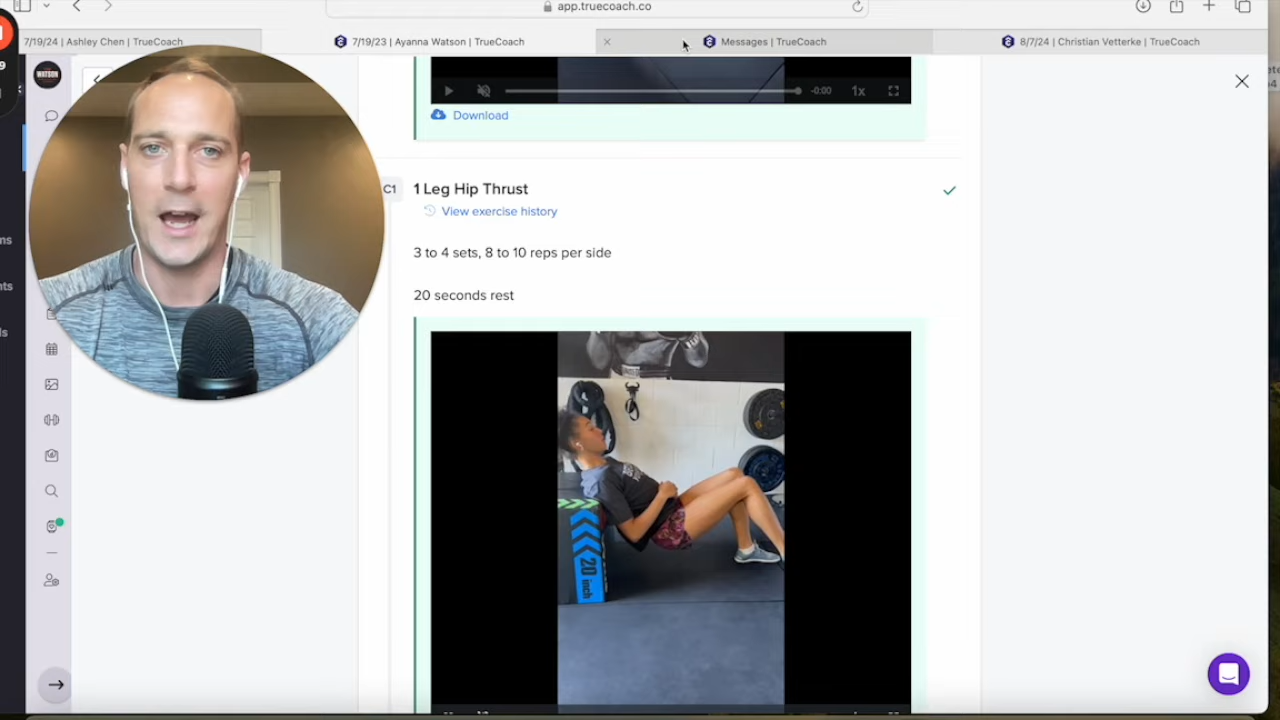 app.truecoach.co
7/19/24 | Ashley Chen | TrueCoach
7/19/23 | Ayanna Watson | TrueCoach
Messages | TrueCoach
8/7/24 | Christian Vetterke | TrueCoach
WATSON
-0:00
1x
Download
C1
1 Leg Hip Thrust
View exercise history
3 to 4 sets, 8 to 10 reps per side
20 seconds rest
20 inch